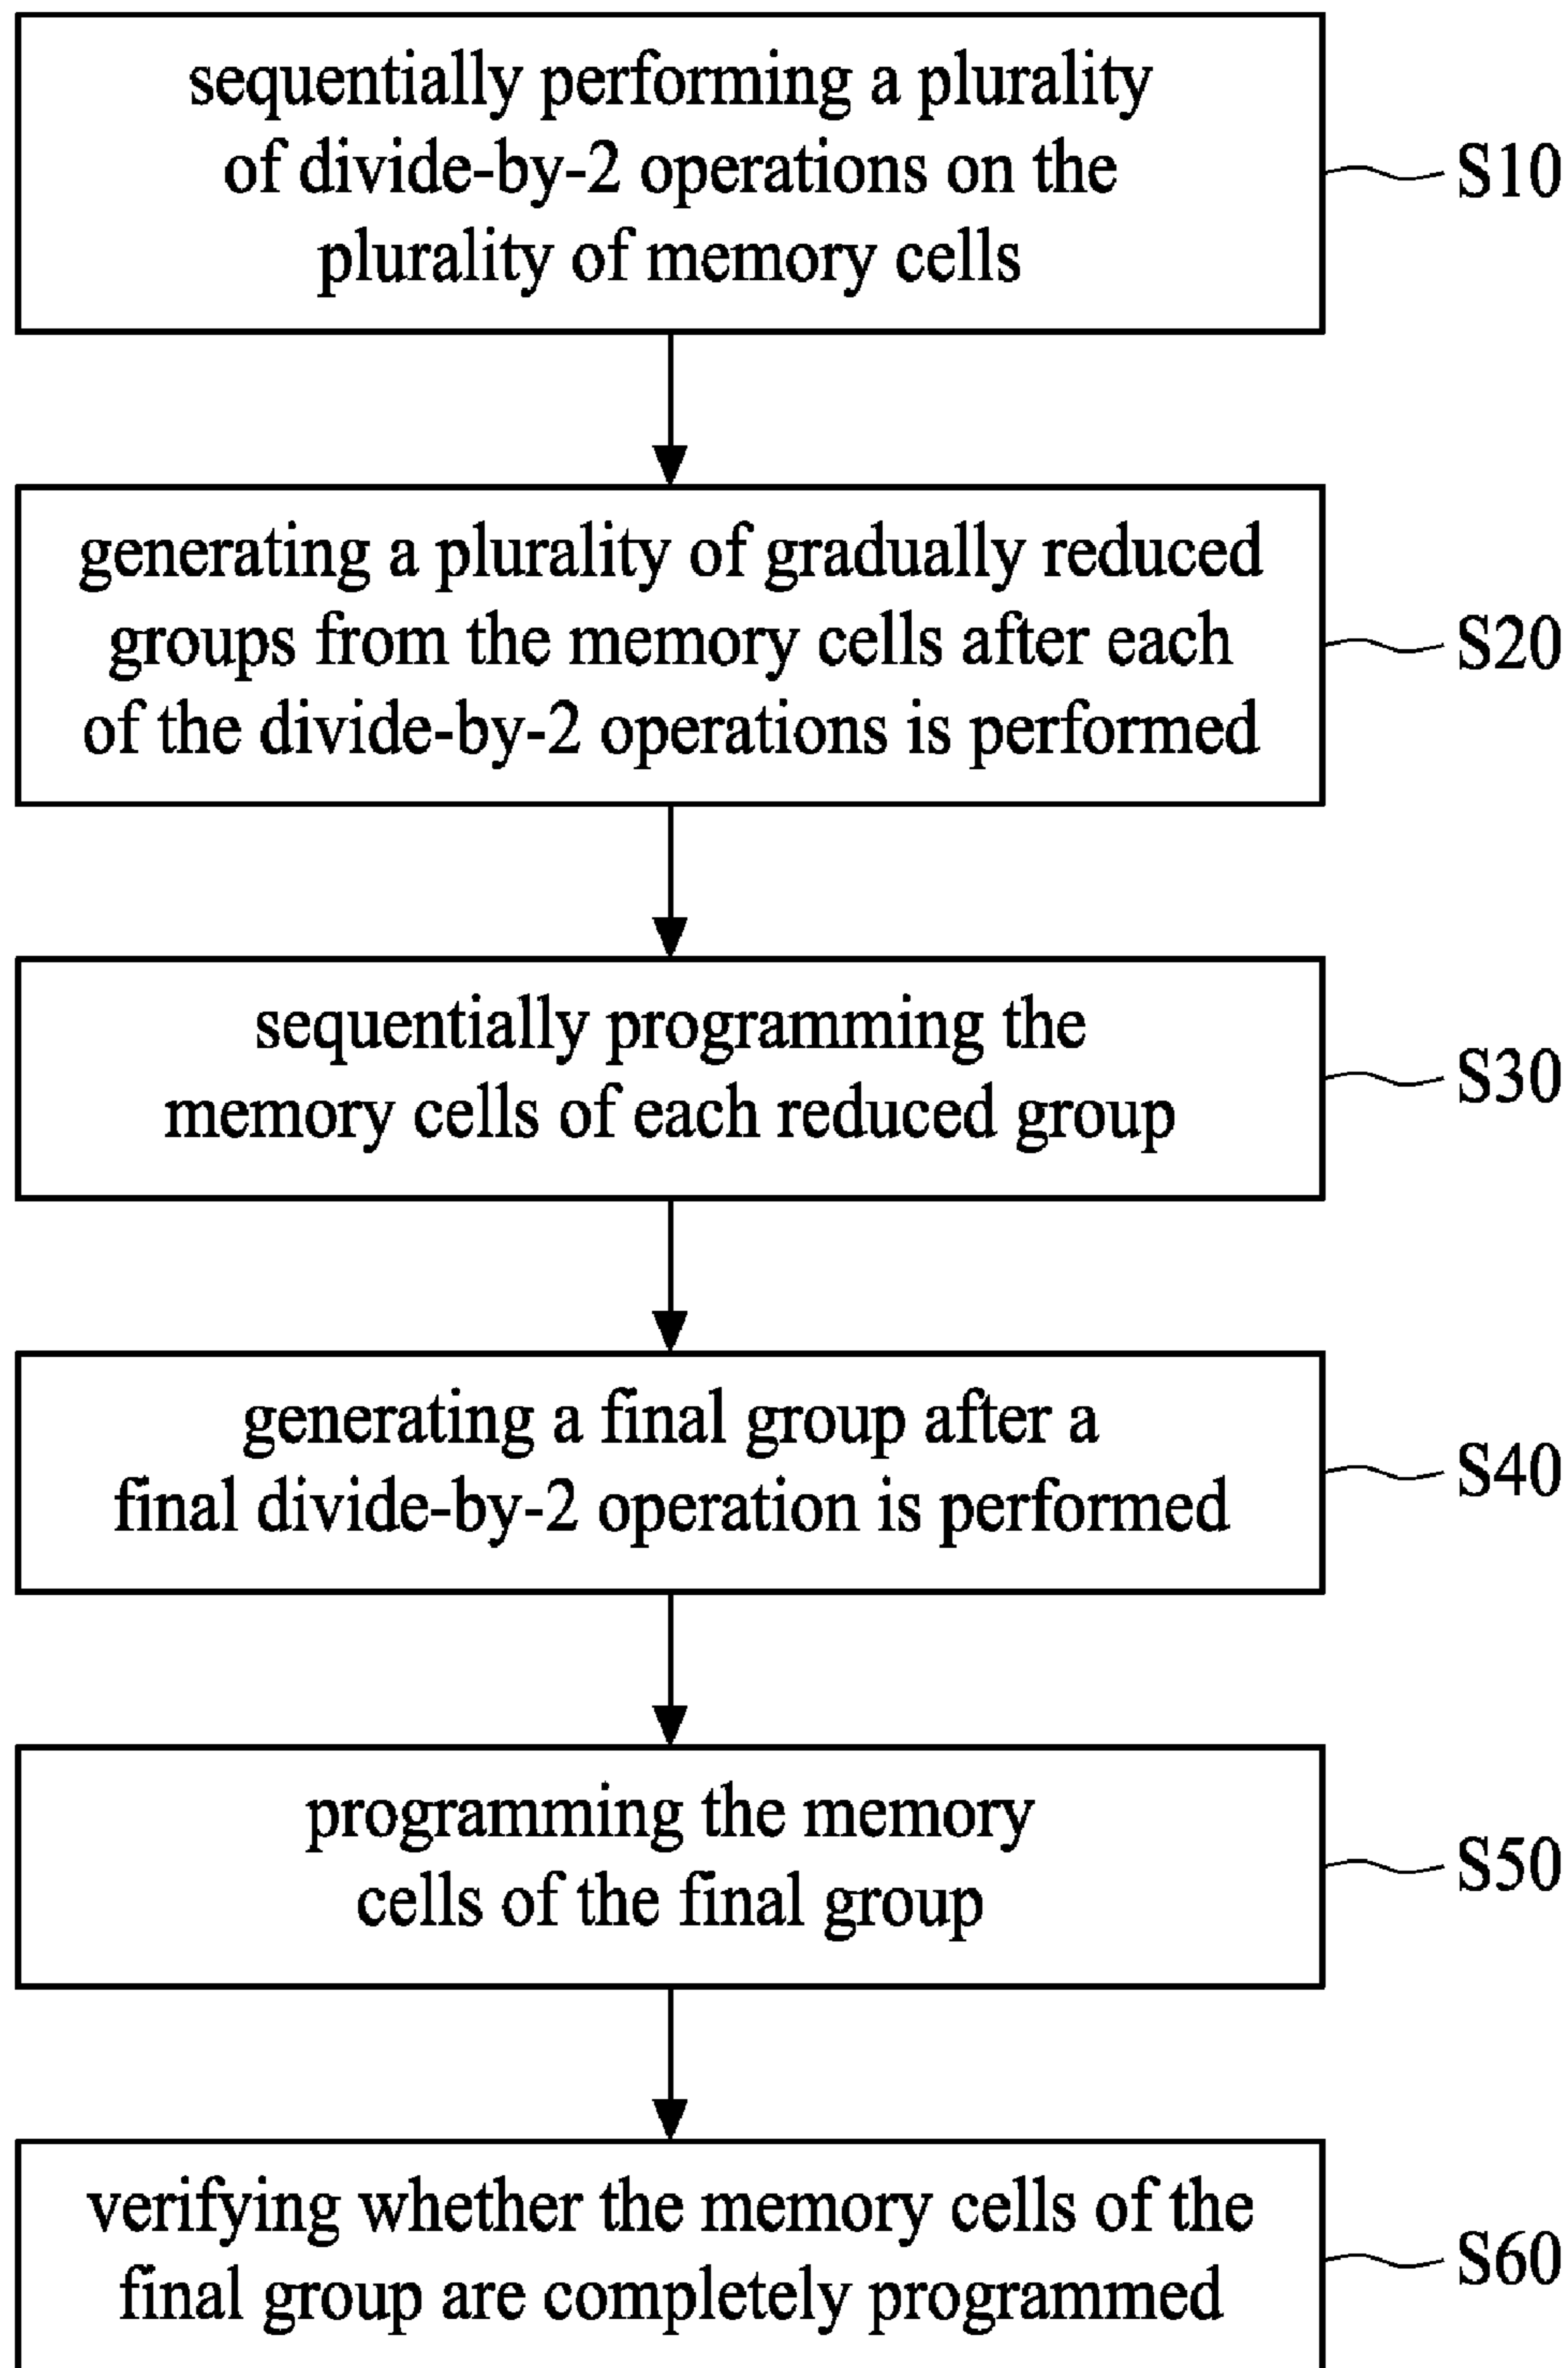 sequentially performing a plurality
of divide-by-2 operations on the
plurality of memory cells
S10
generating a plurality of gradually reduced
groups from the memory cells after each
of the divide-by-2 operations is performed
S20
sequentially programming the
memory cells of each reduced group
S30
generating a final group after a
final divide-by-2 operation is performed
S40
programming the memory
cells of the final group
S50
verifying whether the memory cells of the
final group are completely programmed
S60